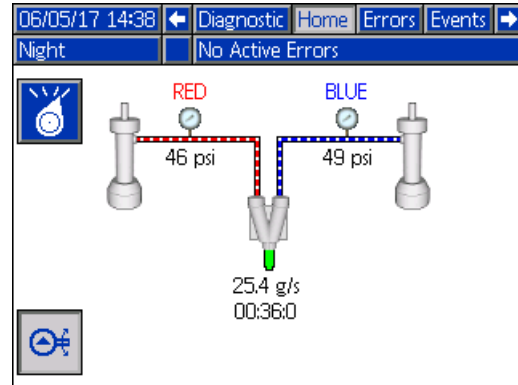 06/05/17 14:38 Diagnostic Home Errors Events
Night No Active Errors
RED BLUE
46 psi 49 psi
25.4 g/s
00:36:0